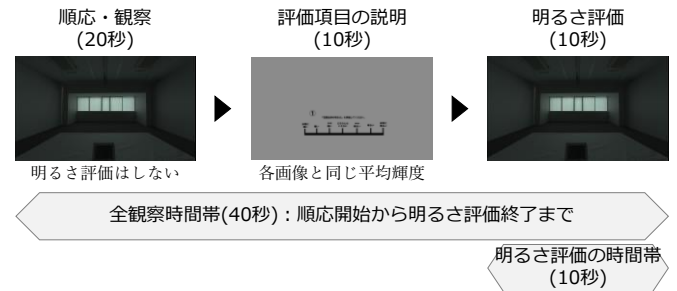 順応・観察
(20秒)
評価項目の説明
(10秒)
明るさ評価
(10秒)
明るさ評価はしない
各画像と同じ平均輝度
全観察時間帯(40秒)：順応開始から明るさ評価終了まで
明るさ評価の時間帯
(10秒)